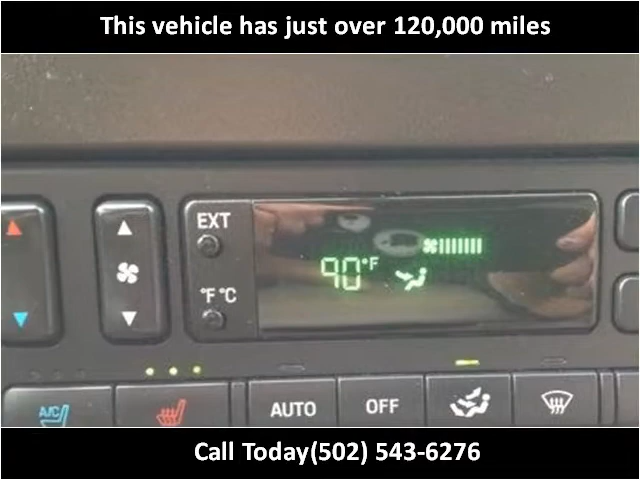 This vehicle has just over 120,000 miles
EXT
90°F
°F °C
A/C
AUTO
OFF
Call Today(502) 543-6276